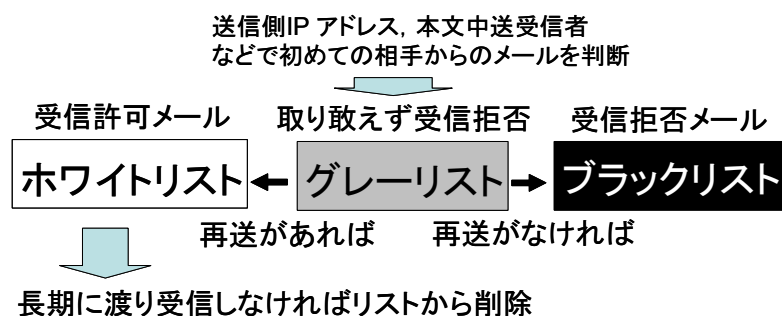 送信側IP アドレス，本文中送受信者
などで初めての相手からのメールを判断
受信許可メール 取り敢えず受信拒否 受信拒否メール
ホワイトリスト グレーリスト ブラックリスト
再送があれば 再送がなければ
長期に渡り受信しなければリストから削除